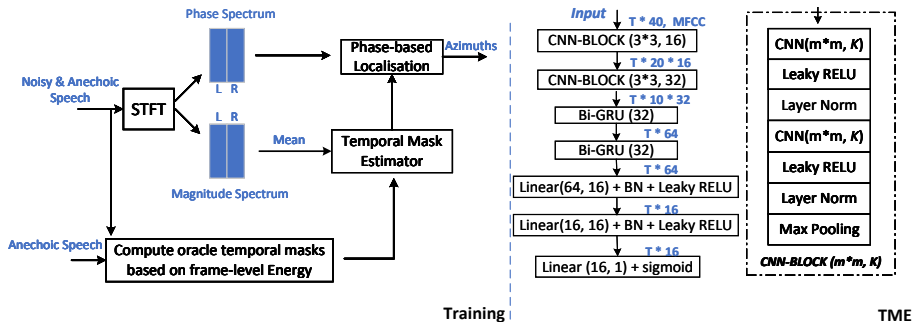 Phase Spectrum
L R
Noisy & Anechoic
Speech
STFT
L R
Magnitude Spectrum
Mean
Phase-based
Localisation
Azimuths
Temporal Mask
Estimator
Anechoic Speech
Compute oracle temporal masks
based on frame-level Energy
Training
Input
T * 40, MFCC
CNN-BLOCK (3*3, 16)
T * 20 * 16
CNN-BLOCK (3*3, 32)
T * 10 * 32
Bi-GRU (32)
T * 64
Bi-GRU (32)
T * 64
Linear(64, 16) + BN + Leaky RELU
T * 16
Linear(16, 16) + BN + Leaky RELU
T * 16
Linear (16, 1) + sigmoid
CNN(m*m, K)
Leaky RELU
Layer Norm
CNN(m*m, K)
Leaky RELU
Layer Norm
Max Pooling
CNN-BLOCK (m*m, K)
TME